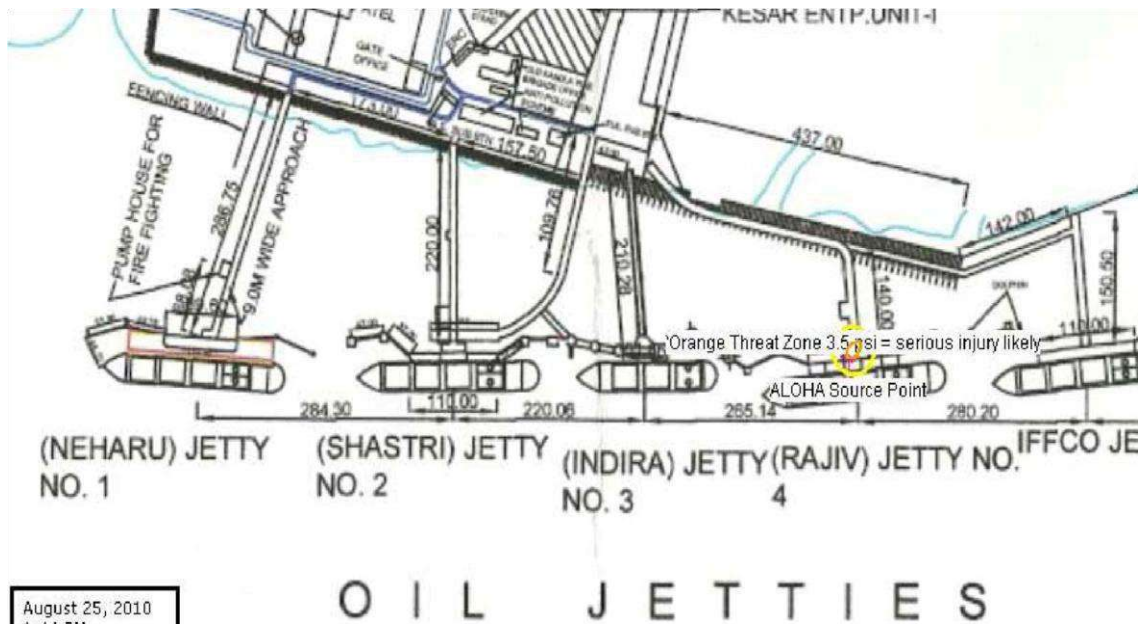 KESAR ENTP.UNIT-I
GATE
OFFICE
FENCING WALL
PUMP HOUSE FOR
FIRE FIGHTING
286.75
9.0M WIDE APPROACH
157.50
220.00
109.76
210.28
437.00
142.00
140.00
150.50
DOLPHIN
110.00
'Orange Threat Zone 3.5 psi = serious injury likely
ALOHA Source Point
110.00
284.30
220.06
265.14
280.20
(NEHARU) JETTY
NO. 1
(SHASTRI) JETTY
NO. 2
(INDIRA) JETTY
NO. 3
(RAJIV) JETTY NO.
4
IFFCO JE
OIL JETTIES
August 25, 2010